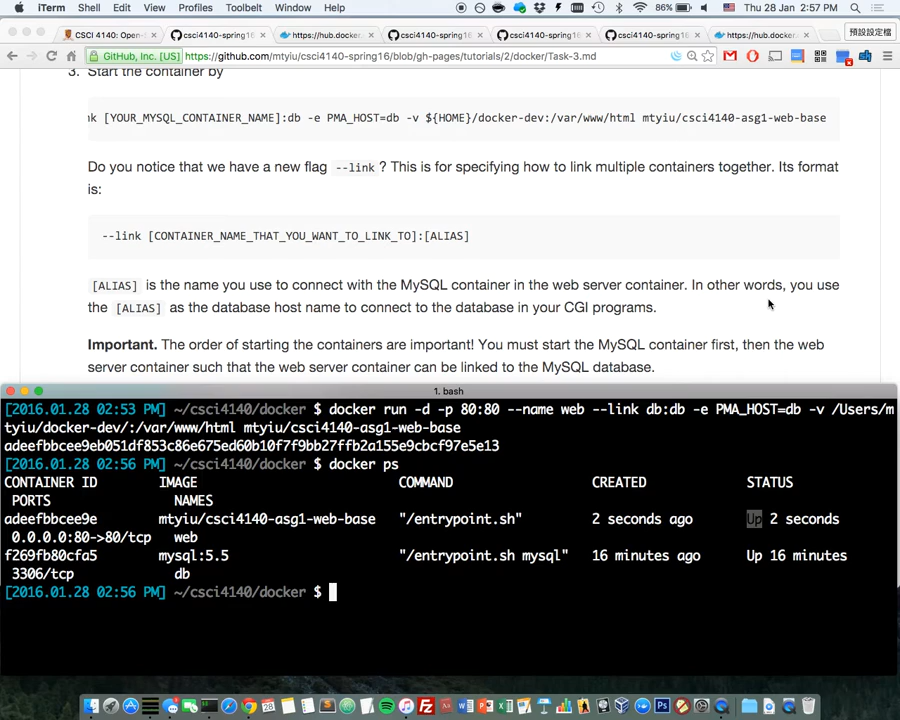 iTerm Shell Edit View Profiles Toolbelt Window Help 86% Thu 28 Jan 2:57 PM
CSCI 4140: Open-S csci4140-spring16 https://hub.docker. csci4140-spring16 csci4140-spring16 csci4140-spring16 https://hub.docker. 預設設定檔
GitHub, Inc. [US] https://github.com/mtyiu/csci4140-spring16/blob/gh-pages/tutorials/2/docker/Task-3.md
3. Start the container by
nk [YOUR_MYSQL_CONTAINER_NAME]:db -e PMA_HOST=db -v ${HOME}/docker-dev:/var/www/html mtyiu/csci4140-asg1-web-base
Do you notice that we have a new flag --link ? This is for specifying how to link multiple containers together. Its format
is:
--link [CONTAINER_NAME_THAT_YOU_WANT_TO_LINK_TO]:[ALIAS]
[ALIAS] is the name you use to connect with the MySQL container in the web server container. In other words, you use
the [ALIAS] as the database host name to connect to the database in your CGI programs.
Important. The order of starting the containers are important! You must start the MySQL container first, then the web
server container such that the web server container can be linked to the MySQL database.
1. bash
[2016.01.28 02:53 PM] ~/csci4140/docker $ docker run -d -p 80:80 --name web --link db:db -e PMA_HOST=db -v /Users/m
tyiu/docker-dev/:/var/www/html mtyiu/csci4140-asg1-web-base
adeefbbcee9eb051df853c86e675ed60b10f7f9bb27ffb2a155e9cbcf97e5e13
[2016.01.28 02:56 PM] ~/csci4140/docker $ docker ps
CONTAINER ID IMAGE COMMAND CREATED STATUS
PORTS NAMES
adeefbbcee9e mtyiu/csci4140-asg1-web-base "/entrypoint.sh" 2 seconds ago Up 2 seconds
0.0.0.0:80->80/tcp web
f269fb80cfa5 mysql:5.5 "/entrypoint.sh mysql" 16 minutes ago Up 16 minutes
3306/tcp db
[2016.01.28 02:56 PM] ~/csci4140/docker $